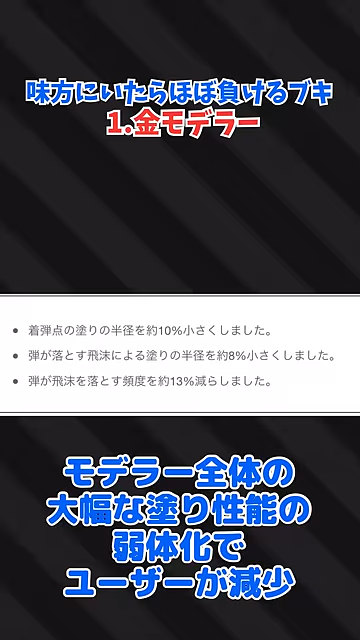 味方にいたらほぼ負けるブキ
1.金モデラー
● 着弾点の塗りの半径を約10%小さくしました。
● 弾が落とす飛沫による塗りの半径を約8%小さくしました。
● 弾が飛沫を落とす頻度を約13%減らしました。
モデラー全体の
大幅な塗り性能の
弱体化で
ユーザーが減少